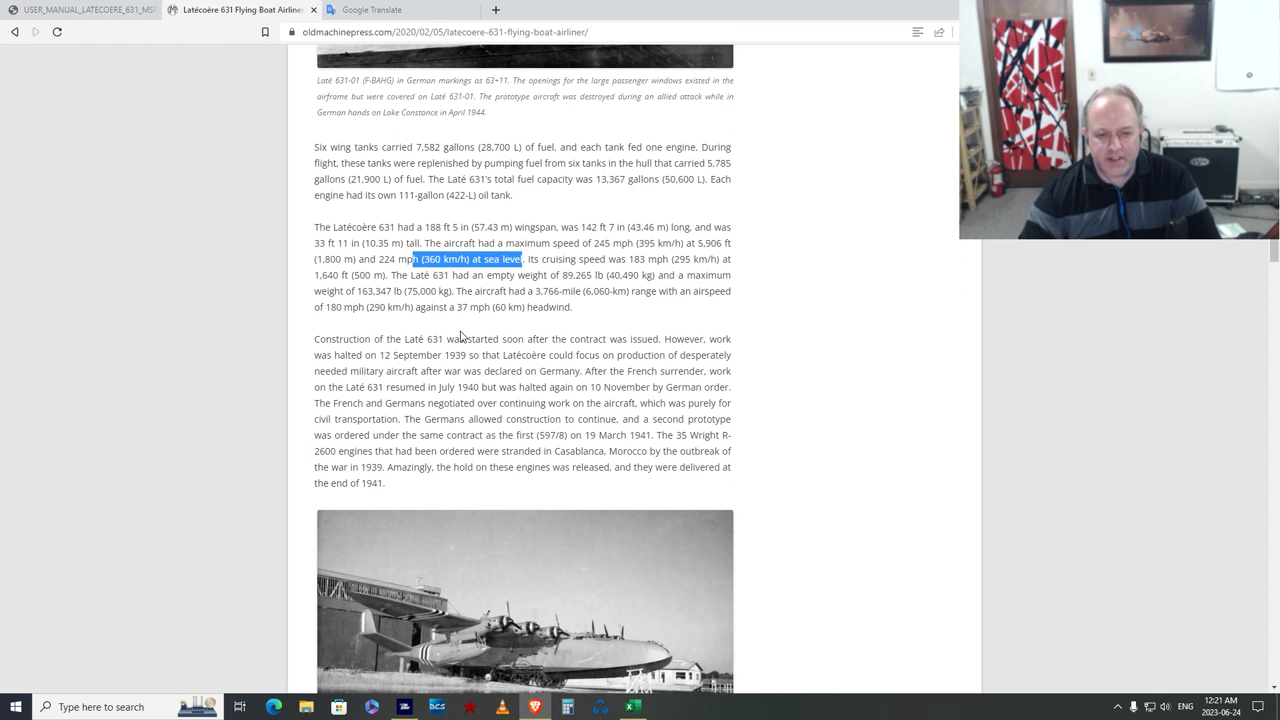 USER_MANUAL_LATECOERE_631_MSF
Latécoère 631 Flying Boat Airliner
Google Translate
oldmachinepress.com/2020/02/05/latecoere-631-flying-boat-airliner/
Laté 631-01 (F-BAHG) in German markings as 63+11. The openings for the large passenger windows existed in the
airframe but were covered on Laté 631-01. The prototype aircraft was destroyed during an allied attack while in
German hands on Lake Constance in April 1944.
Six wing tanks carried 7,582 gallons (28,700 L) of fuel, and each tank fed one engine. During
flight, these tanks were replenished by pumping fuel from six tanks in the hull that carried 5,785
gallons (21,900 L) of fuel. The Laté 631's total fuel capacity was 13,367 gallons (50,600 L). Each
engine had its own 111-gallon (422-L) oil tank.
The Latécoère 631 had a 188 ft 5 in (57.43 m) wingspan, was 142 ft 7 in (43.46 m) long, and was
33 ft 11 in (10.35 m) tall. The aircraft had a maximum speed of 245 mph (395 km/h) at 5,906 ft
(1,800 m) and 224 mph (360 km/h) at sea level. Its cruising speed was 183 mph (295 km/h) at
1,640 ft (500 m). The Laté 631 had an empty weight of 89,265 lb (40,490 kg) and a maximum
weight of 163,347 lb (75,000 kg). The aircraft had a 3,766-mile (6,060-km) range with an airspeed
of 180 mph (290 km/h) against a 37 mph (60 km) headwind.
Construction of the Laté 631 was started soon after the contract was issued. However, work
was halted on 12 September 1939 so that Latécoère could focus on production of desperately
needed military aircraft after war was declared on Germany. After the French surrender, work
on the Laté 631 resumed in July 1940 but was halted again on 10 November by German order.
The French and Germans negotiated over continuing work on the aircraft, which was purely for
civil transportation. The Germans allowed construction to continue, and a second prototype
was ordered under the same contract as the first (597/8) on 19 March 1941. The 35 Wright R-
2600 engines that had been ordered were stranded in Casablanca, Morocco by the outbreak of
the war in 1939. Amazingly, the hold on these engines was released, and they were delivered at
the end of 1941.
Type here to search
DCS
ENG
12:21 AM
2023-06-24